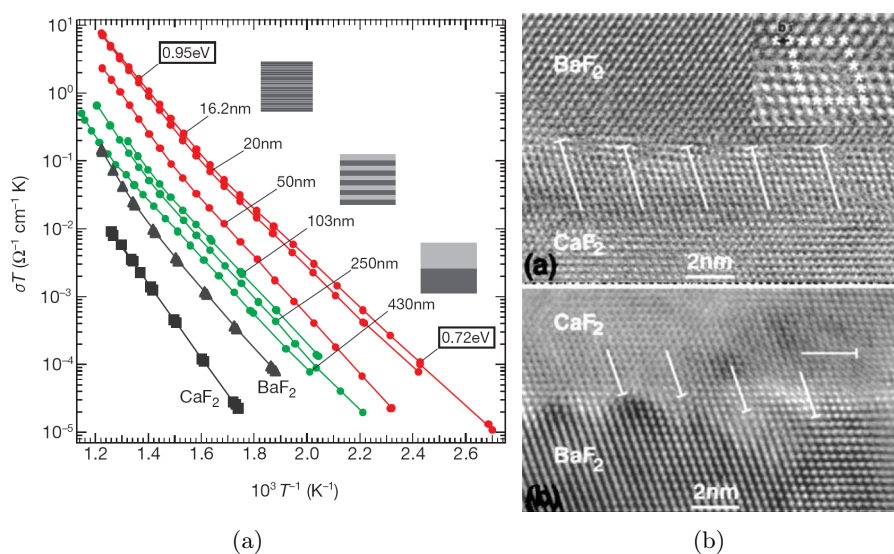 10¹
10⁰
10⁻¹
10⁻²
10⁻³
10⁻⁴
10⁻⁵
σT (Ω⁻¹ cm⁻¹ K)
0.95eV
16.2nm
20nm
50nm
103nm
250nm
430nm
0.72eV
CaF₂
BaF₂
1.2 1.4 1.6 1.8 2.0 2.2 2.4 2.6
10³ T⁻¹ (K⁻¹)
(a)
b
BaF₂
CaF₂
(a)
2nm
CaF₂
BaF₂
(b)
2nm
(b)